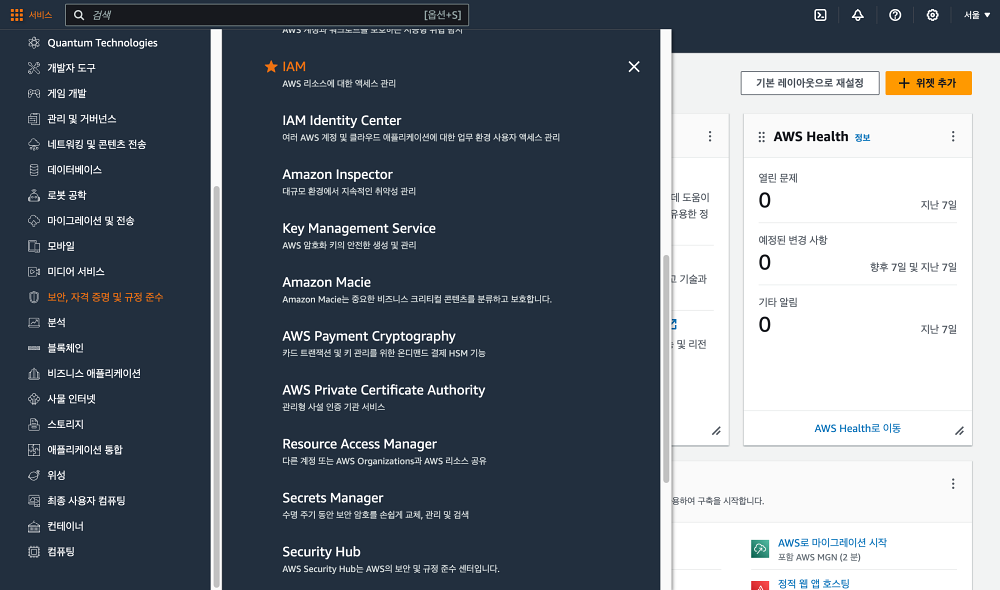 서비스
검색
[옵션+S]
서울
Quantum Technologies
개발자 도구
게임 개발
관리 및 거버넌스
네트워킹 및 콘텐츠 전송
데이터베이스
로봇 공학
마이그레이션 및 전송
모바일
미디어 서비스
보안, 자격 증명 및 규정 준수
분석
블록체인
비즈니스 애플리케이션
사물 인터넷
스토리지
애플리케이션 통합
위성
최종 사용자 컴퓨팅
컨테이너
컴퓨팅
IAM
AWS 리소스에 대한 액세스 관리
IAM Identity Center
여러 AWS 계정 및 클라우드 애플리케이션에 대한 업무 환경 사용자 액세스 관리
Amazon Inspector
대규모 환경에서 지속적인 취약성 관리
Key Management Service
AWS 암호화 키의 안전한 생성 및 관리
Amazon Macie
Amazon Macie는 중요한 비즈니스 크리티컬 콘텐츠를 분류하고 보호합니다.
AWS Payment Cryptography
카드 트랜잭션 및 키 관리를 위한 온디맨드 결제 HSM 기능
AWS Private Certificate Authority
관리형 사설 인증 기관 서비스
Resource Access Manager
다른 계정 또는 AWS Organizations과 AWS 리소스 공유
Secrets Manager
수명 주기 동안 보안 암호를 손쉽게 교체, 관리 및 검색
Security Hub
AWS Security Hub는 AWS의 보안 및 규정 준수 센터입니다.
기본 레이아웃으로 재설정
위젯 추가
데 도움이
유용한 정
고 기술과
및 리전
AWS Health 정보
열린 문제
0
지난 7일
예정된 변경 사항
0
향후 7일 및 지난 7일
기타 알림
0
지난 7일
AWS Health로 이동
용하여 구축을 시작합니다.
AWS로 마이그레이션 시작
포함 AWS MGN (2 분)
정적 웹 앱 호스팅